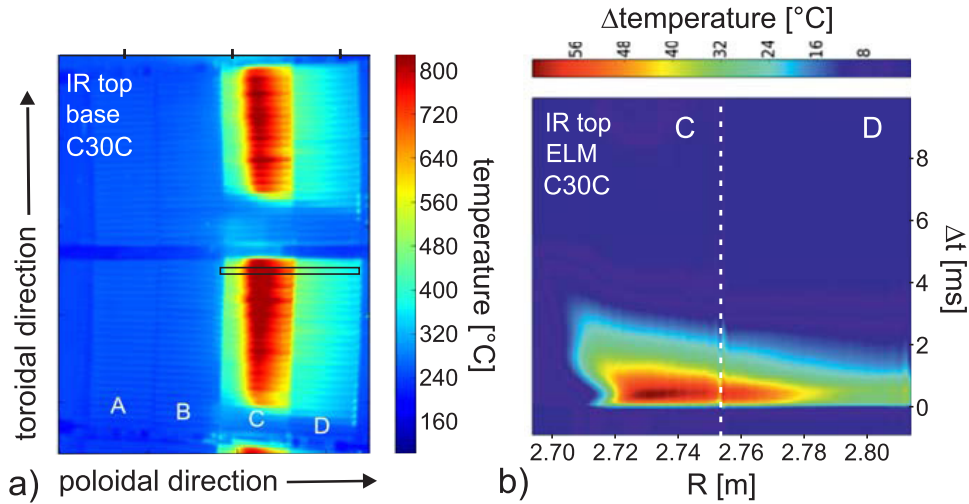 IR top
base
C30C
toroidal direction
A
B
C
D
a)
poloidal direction
800
720
640
560
480
400
320
240
160
temperature [°C]
Δtemperature [°C]
56
48
40
32
24
16
8
IR top
ELM
C30C
C
D
8
6
4
2
0
Δt [ms]
2.70 2.72 2.74 2.76 2.78 2.80
b)
R [m]